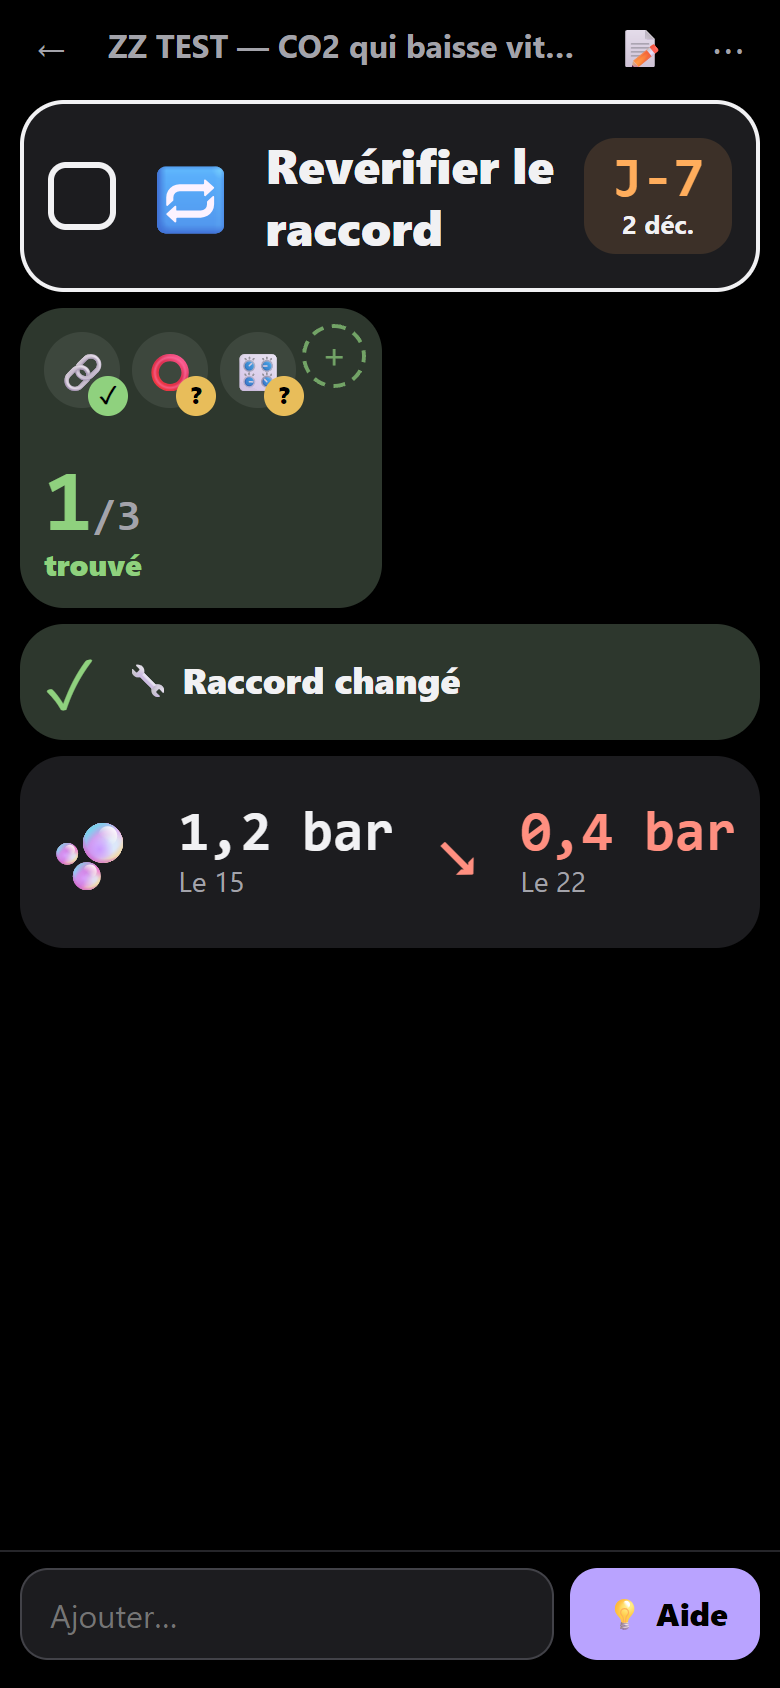 ← ZZ TEST — CO2 qui baisse vit... ...
Revérifier le
raccord
J-7
2 déc.
✓ ? ? +
1/3
trouvé
✓ Raccord changé
1,2 bar ↘ 0,4 bar
Le 15 Le 22
Ajouter...
Aide